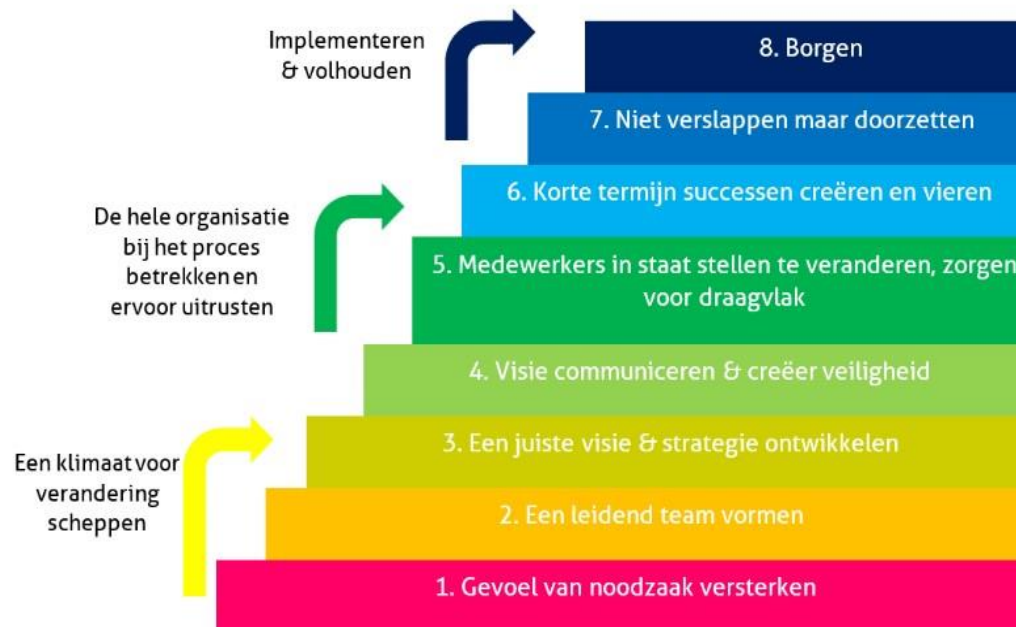 Implementeren
& volhouden
8. Borgen
7. Niet verslappen maar doorzetten
6. Korte termijn successen creëren en vieren
De hele organisatie
bij het proces
betrekken en
ervoor uitrusten
5. Medewerkers in staat stellen te veranderen, zorgen
voor draagvlak
4. Visie communiceren & creëer veiligheid
3. Een juiste visie & strategie ontwikkelen
Een klimaat voor
verandering
scheppen
2. Een leidend team vormen
1. Gevoel van noodzaak versterken